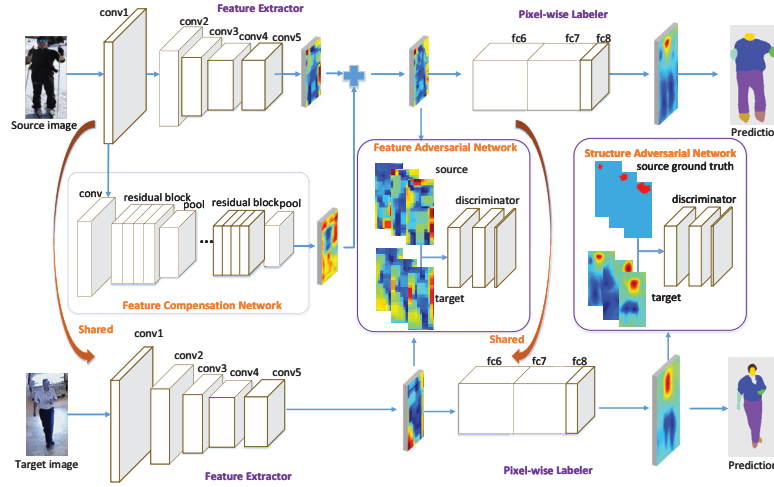 Feature Extractor
Pixel-wise Labeler
conv1
conv2
conv3
conv4
conv5
fc6
fc7
fc8
Source image
Prediction
Feature Adversarial Network
source
discriminator
target
Structure Adversarial Network
source ground truth
discriminator
target
conv
residual block
pool
...
residual block
pool
Feature Compensation Network
Shared
Shared
conv1
conv2
conv3
conv4
conv5
fc6
fc7
fc8
Target image
Feature Extractor
Pixel-wise Labeler
Prediction